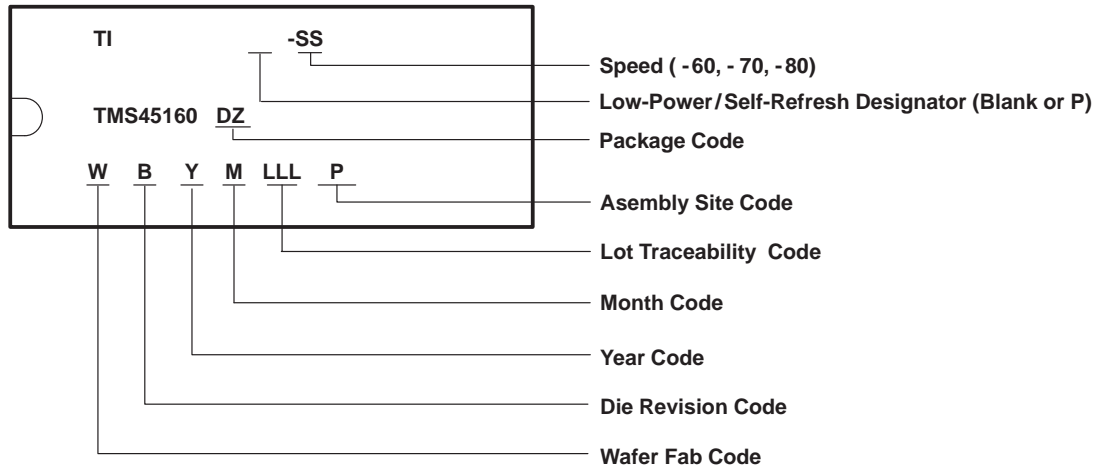 TI -SS
Speed ( -60, - 70, -80)
Low-Power/Self-Refresh Designator (Blank or P)
TMS45160 DZ
Package Code
W B Y M LLL P
Asembly Site Code
Lot Traceability Code
Month Code
Year Code
Die Revision Code
Wafer Fab Code